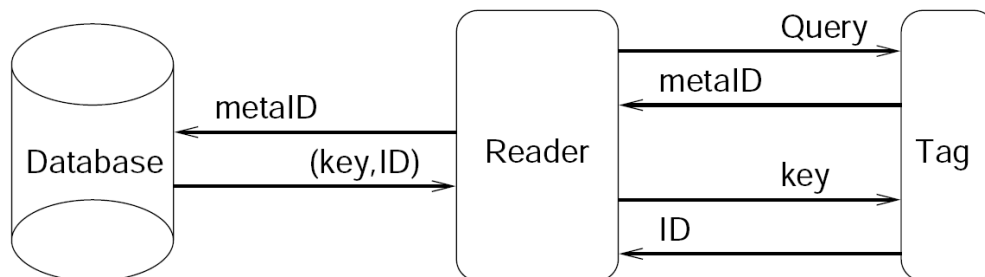 Query
metaID
metaID
Database
(key,ID)
Reader
key
Tag
ID